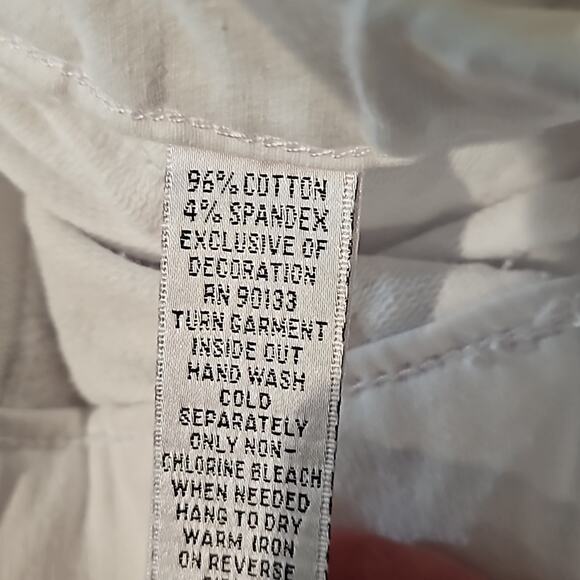 96% COTTON
4% SPANDEX
EXCLUSIVE OF
DECORATION
RN 90133
TURN GARMENT
INSIDE OUT
HAND WASH
COLD
SEPARATELY
ONLY NON-
CHLORINE BLEACH
WHEN NEEDED
HANG TO DRY
WARM IRON
ON REVERSE